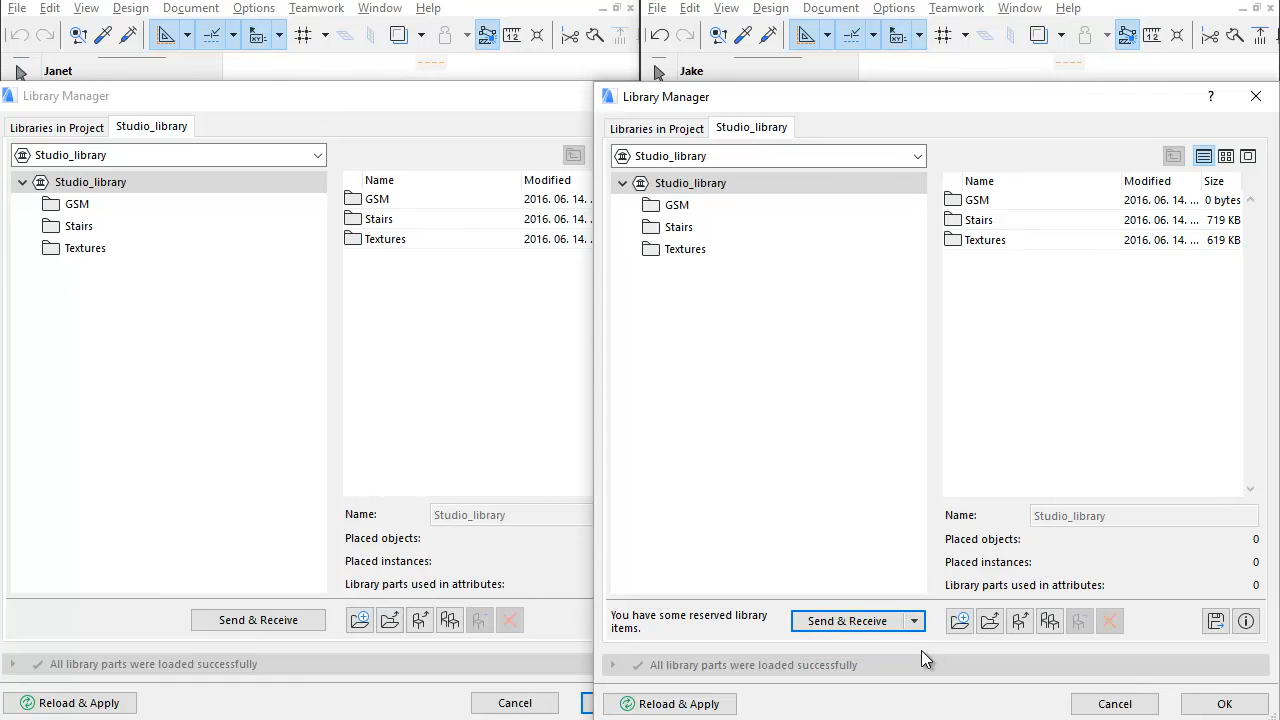 File Edit View Design Document Options Teamwork Window Help
Janet
Library Manager
Libraries in Project
Studio_library
Studio_library
Studio_library
GSM
Stairs
Textures
Name Modified
GSM 2016. 06. 14.
Stairs 2016. 06. 14.
Textures 2016. 06. 14.
Name: Studio_library
Placed objects:
Placed instances:
Library parts used in attributes:
Send & Receive
All library parts were loaded successfully
Reload & Apply
Cancel
File Edit View Design Document Options Teamwork Window Help
Jake
Library Manager
?
Libraries in Project
Studio_library
Studio_library
Studio_library
GSM
Stairs
Textures
Name Modified Size
GSM 2016. 06. 14. ... 0 bytes
Stairs 2016. 06. 14. ... 719 KB
Textures 2016. 06. 14. ... 619 KB
Name: Studio_library
Placed objects: 0
Placed instances: 0
Library parts used in attributes: 0
You have some reserved library
items.
Send & Receive
All library parts were loaded successfully
Reload & Apply
Cancel
OK